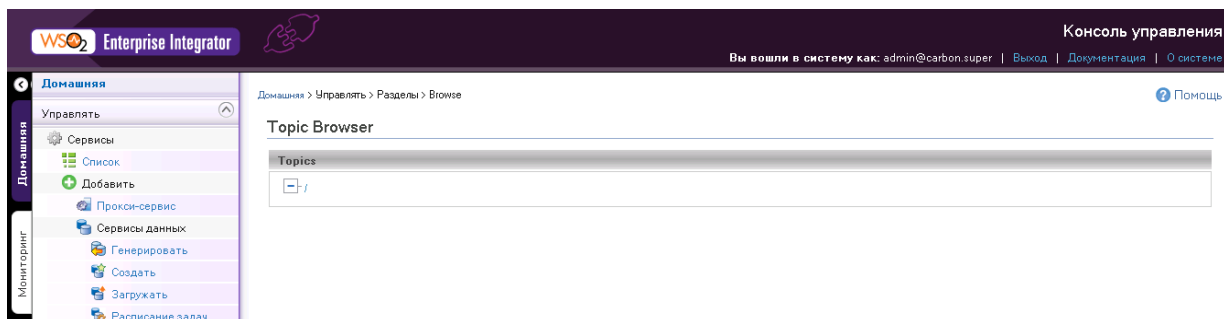 WSO2 Enterprise Integrator
Консоль управления
Вы вошли в систему как: admin@carbon.super | Выход | Документация | О системе
Домашняя
Мониторинг
Домашняя
Управлять
Сервисы
Список
Добавить
Прокси-сервис
Сервисы данных
Генерировать
Создать
Загружать
Расписание задач
Домашняя > Управлять > Разделы > Browse
Помощь
Topic Browser
Topics
/